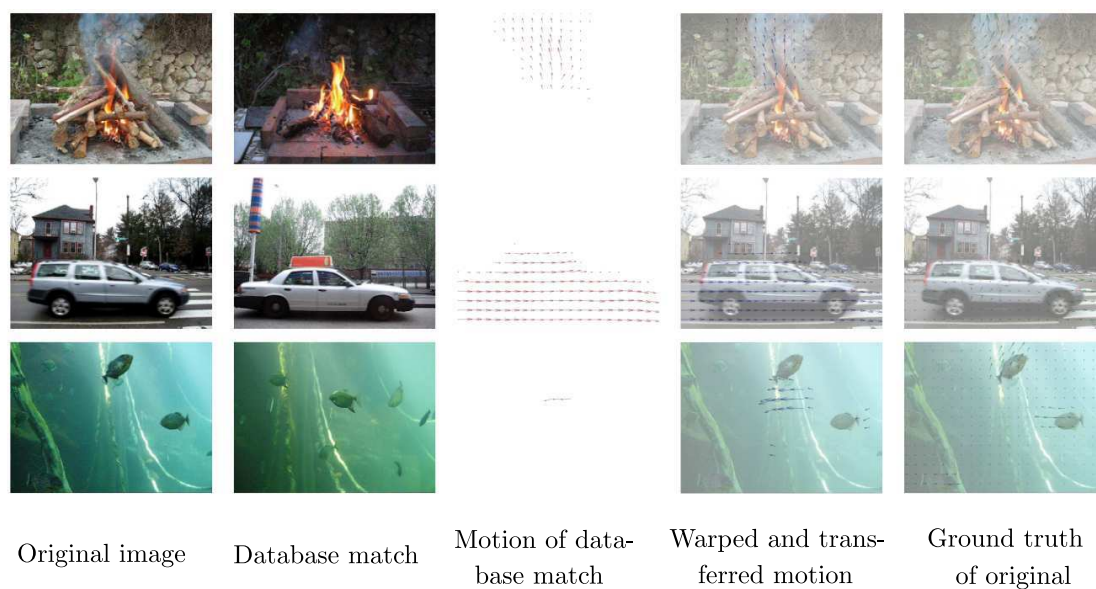 Original image
Database match
Motion of data-
base match
Warped and trans-
ferred motion
Ground truth
of original